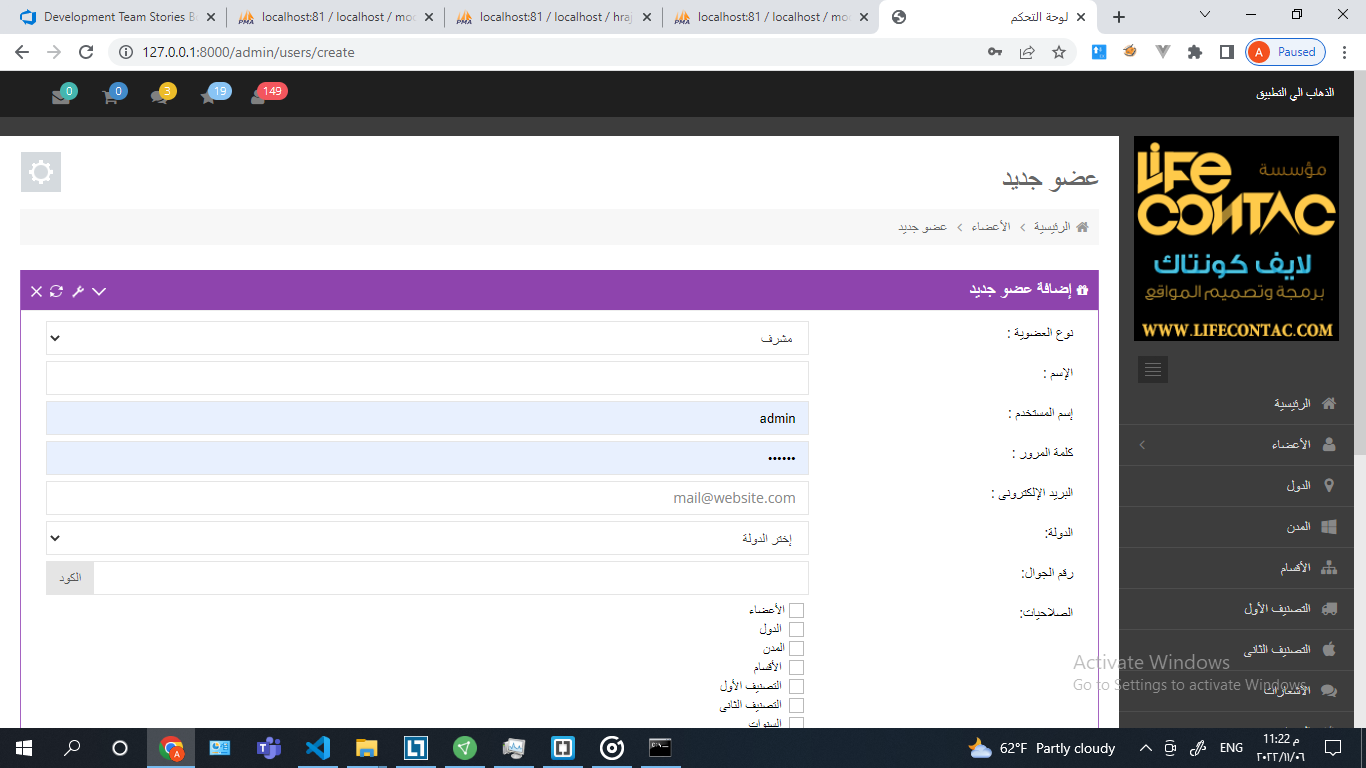 Development Team Stories B
localhost:81 / localhost / moc
localhost:81 / localhost / hraj
localhost:81 / localhost / mo
لوحة التحكم
127.0.0.1:8000/admin/users/create
A Paused
0
0
3
19
149
الذهاب الي التطبيق
عضو جديد
الرئيسية
الأعضاء
عضو جديد
إضافة عضو جديد
نوع العضوية :
مشرف
الإسم :
إسم المستخدم :
admin
كلمة المرور :
••••••
البريد الإلكترونى :
mail@website.com
الدولة:
إختر الدولة
رقم الجوال:
الكود
الصلاحيات:
الأعضاء
الدول
المدن
الأقسام
التصنيف الأول
التصنيف الثانى
السنوات
LiFe
CONTAC
مؤسسة
لايف كونتاك
برمجة وتصميم المواقع
WWW.LIFECONTAC.COM
الرئيسية
الأعضاء
الدول
المدن
الأقسام
التصنيف الأول
التصنيف الثانى
الأشعارات
Activate Windows
Go to Settings to activate Windows.
62°F Partly cloudy
ENG
11:22 م
٢٠٢٢/١١/٠٦